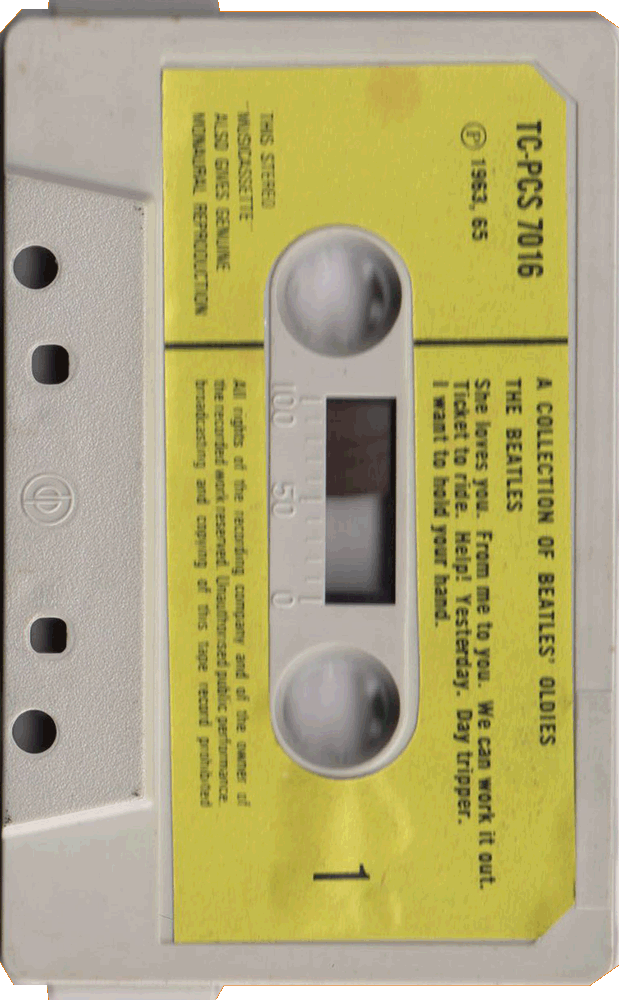 TC-PCS 7016
Ⓟ 1963, 65
A COLLECTION OF BEATLES' OLDIES
THE BEATLES
She loves you. From me to you. We can work it out.
Ticket to ride. Help! Yesterday. Day tripper.
I want to hold your hand.
100 50 0
THIS STEREO
"MUSICASSETTE"
ALSO GIVES GENUINE
MONAURAL REPRODUCTION
All rights of the recording company and of the owner of
the recorded work reserved. Unauthorised public performance,
broadcasting and copying of this tape record prohibited
1